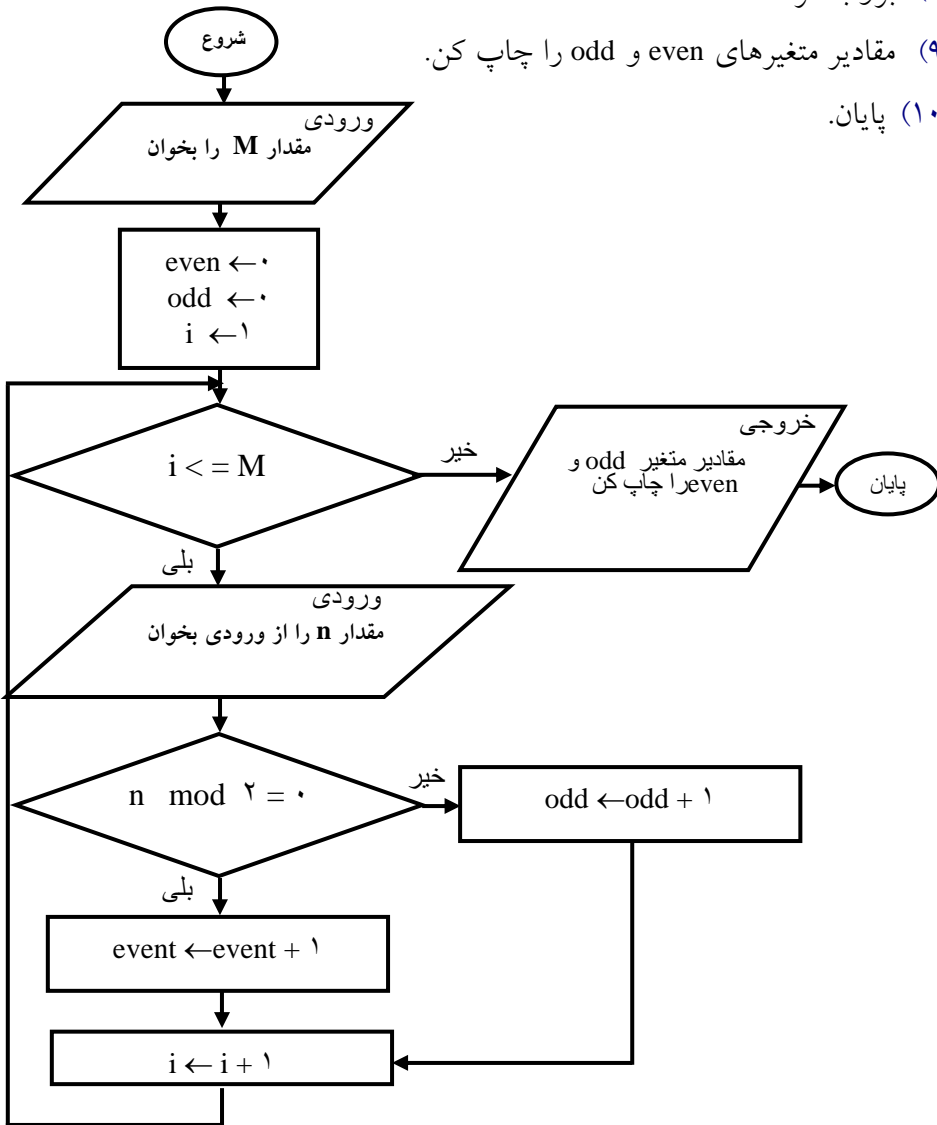 ۹) مقادیر متغیرهای even و odd را چاپ کن.
۱۰) پایان.
شروع
ورودی
مقدار M را بخوان
even ←۰
odd ←۰
i ←۱
i < = M
خیر
خروجی
مقادیر متغیر odd و
even را چاپ کن
پایان
بلی
ورودی
مقدار n را از ورودی بخوان
n mod ۲ = ۰
خیر
odd ←odd + ۱
بلی
event ←event + ۱
i ← i + ۱